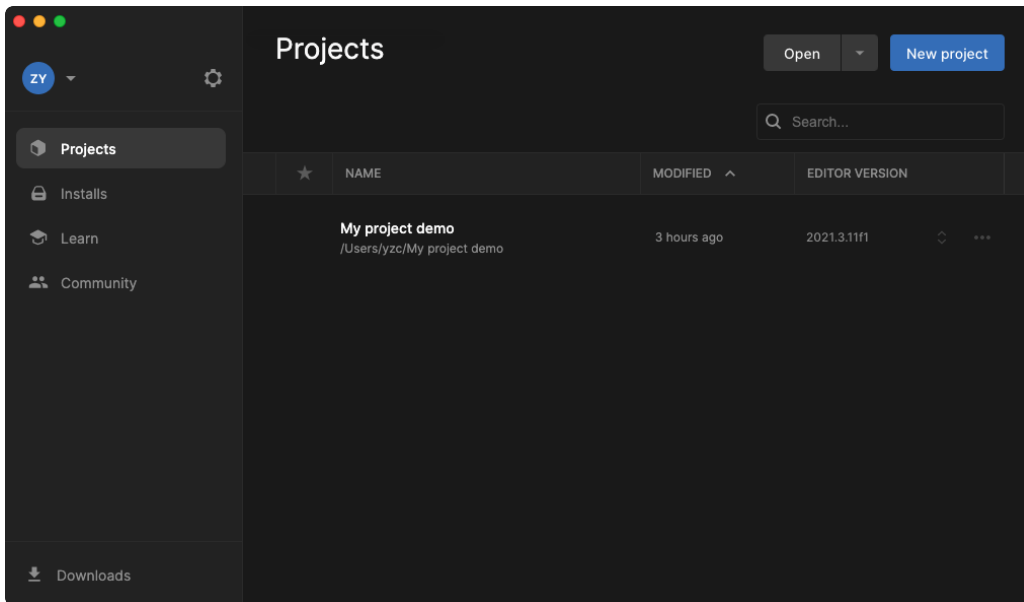 Projects
Open
New project
ZY
Search...
Projects
Installs
Learn
Community
Downloads
NAME MODIFIED EDITOR VERSION
My project demo
/Users/yzc/My project demo
3 hours ago
2021.3.11f1